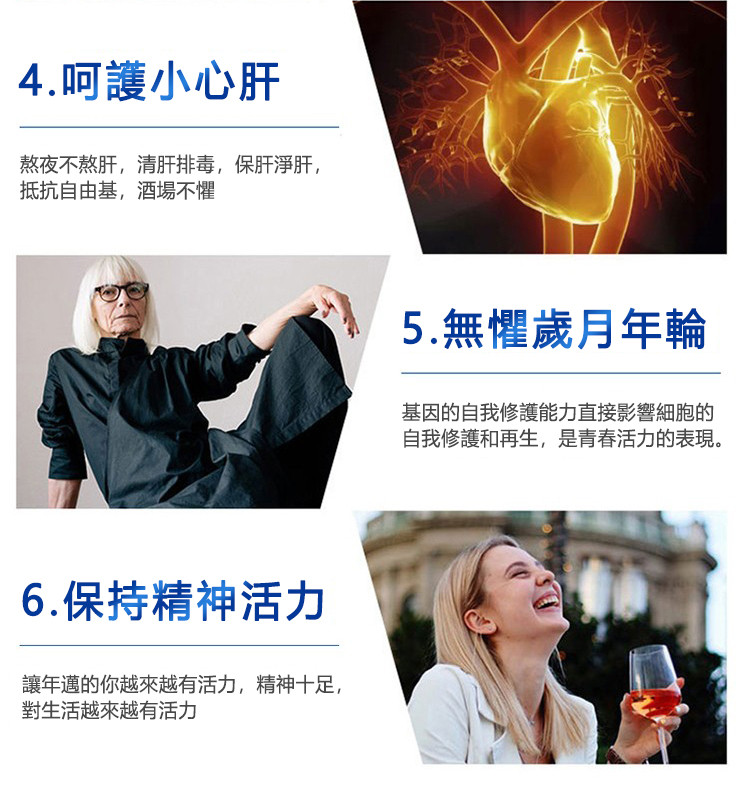 4.呵護小心肝
熬夜不熬肝，清肝排毒，保肝淨肝，
抵抗自由基，酒場不懼
5.無懼歲月年輪
基因的自我修護能力直接影響細胞的
自我修護和再生，是青春活力的表現。
6.保持精神活力
讓年邁的你越來越有活力，精神十足，
對生活越來越有活力